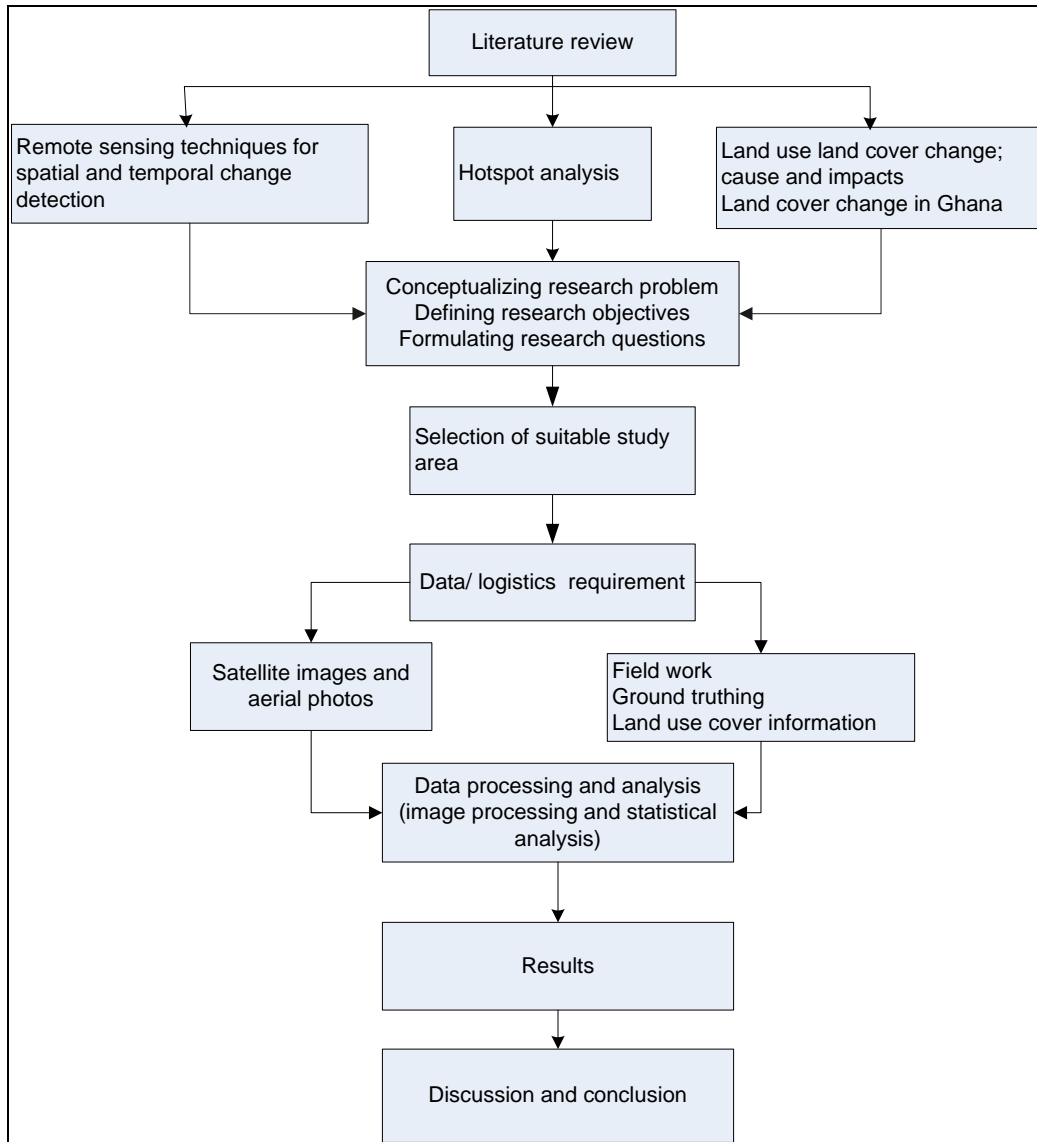 Literature review
Remote sensing techniques for
spatial and temporal change
detection
Hotspot analysis
Land use land cover change;
cause and impacts
Land cover change in Ghana
Conceptualizing research problem
Defining research objectives
Formulating research questions
Selection of suitable study
area
Data/ logistics requirement
Satellite images and
aerial photos
Field work
Ground truthing
Land use cover information
Data processing and analysis
(image processing and statistical
analysis)
Results
Discussion and conclusion